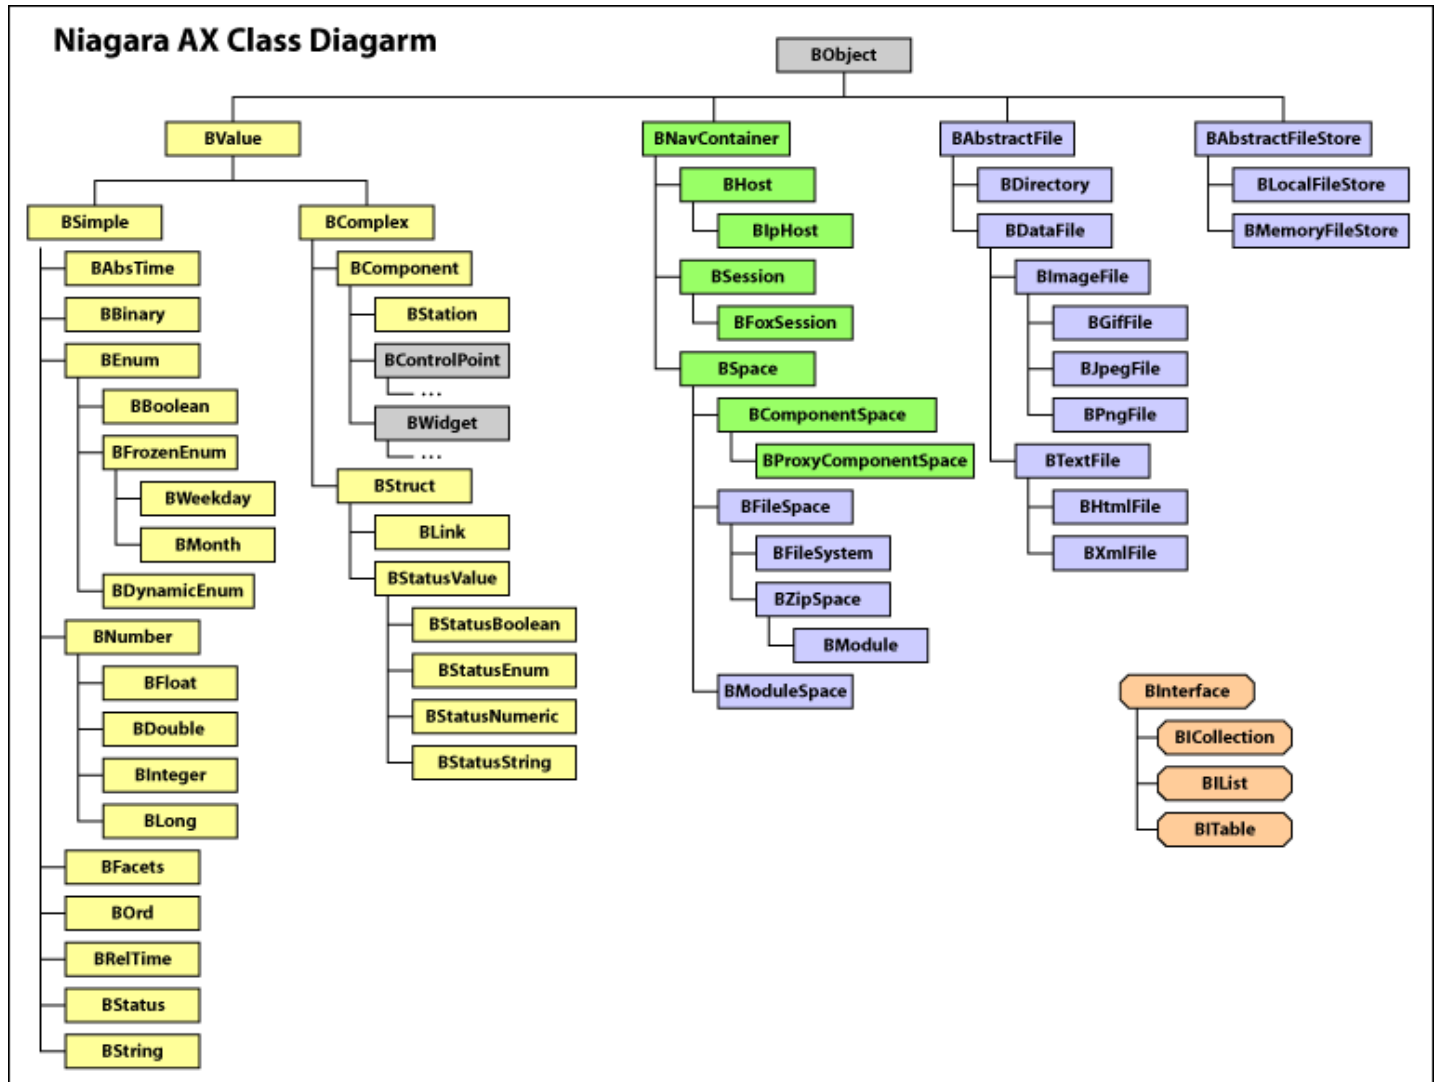 Niagara AX Class Diagarm
BObject
BValue
BSimple
BAbsTime
BBinary
BEnum
BBoolean
BFrozenEnum
BWeekday
BMonth
BDynamicEnum
BNumber
BFloat
BDouble
BInteger
BLong
BFacets
BOrd
BRelTime
BStatus
BString
BComplex
BComponent
BStation
BControlPoint
...
BWidget
...
BStruct
BLink
BStatusValue
BStatusBoolean
BStatusEnum
BStatusNumeric
BStatusString
BNavContainer
BHost
BIpHost
BSession
BFoxSession
BSpace
BComponentSpace
BProxyComponentSpace
BFileSpace
BFileSystem
BZipSpace
BModule
BModuleSpace
BAbstractFile
BDirectory
BDataFile
BImageFile
BGifFile
BJpegFile
BPngFile
BTextFile
BHtmlFile
BXmlFile
BAbstractFileStore
BLocalFileStore
BMemoryFileStore
BInterface
BICollection
BIList
BITable